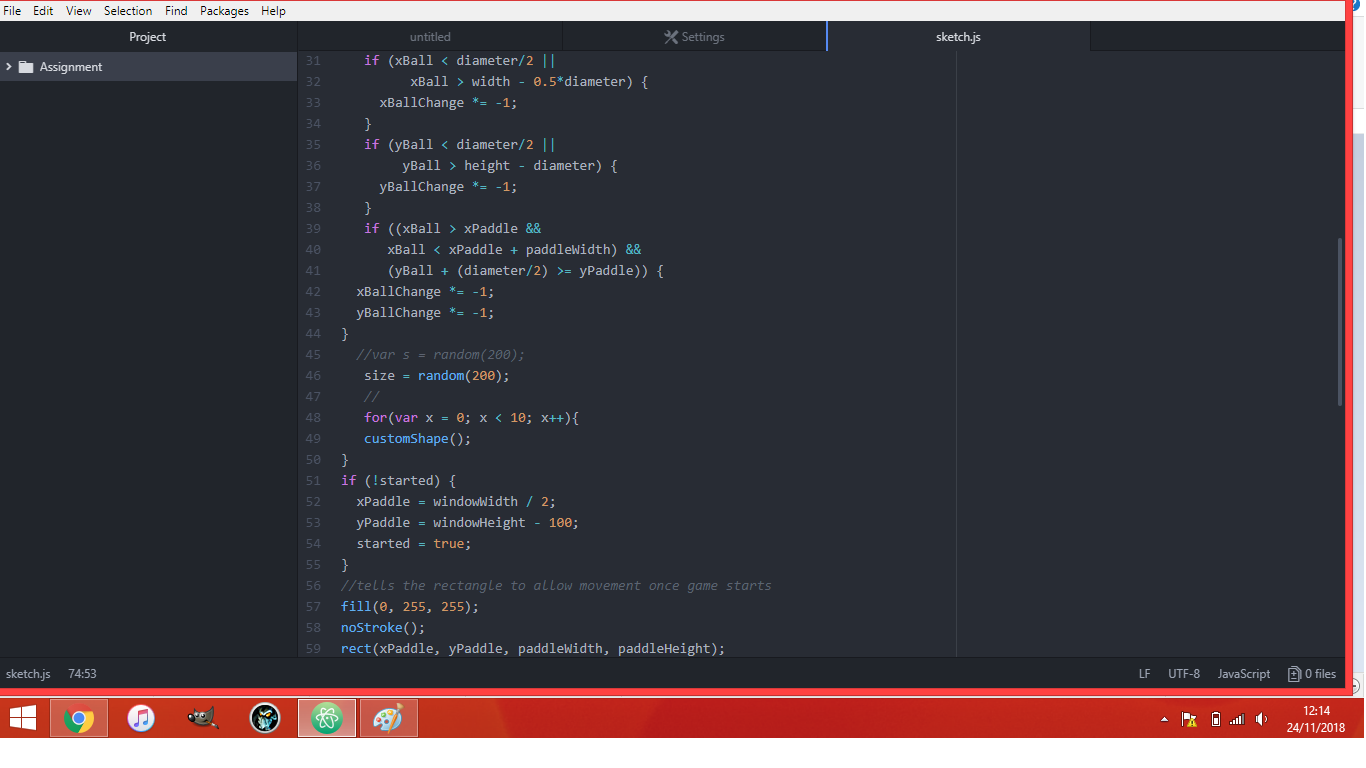 File Edit View Selection Find Packages Help
Project untitled Settings sketch.js
Assignment
31 if (xBall < diameter/2 ||
32 xBall > width - 0.5*diameter) {
33 xBallChange *= -1;
34 }
35 if (yBall < diameter/2 ||
36 yBall > height - diameter) {
37 yBallChange *= -1;
38 }
39 if ((xBall > xPaddle &&
40 xBall < xPaddle + paddleWidth) &&
41 (yBall + (diameter/2) >= yPaddle)) {
42 xBallChange *= -1;
43 yBallChange *= -1;
44 }
45 //var s = random(200);
46 size = random(200);
47 //
48 for(var x = 0; x < 10; x++){
49 customShape();
50 }
51 if (!started) {
52 xPaddle = windowWidth / 2;
53 yPaddle = windowHeight - 100;
54 started = true;
55 }
56 //tells the rectangle to allow movement once game starts
57 fill(0, 255, 255);
58 noStroke();
59 rect(xPaddle, yPaddle, paddleWidth, paddleHeight);
sketch.js 74:53 LF UTF-8 JavaScript 0 files
12:14
24/11/2018